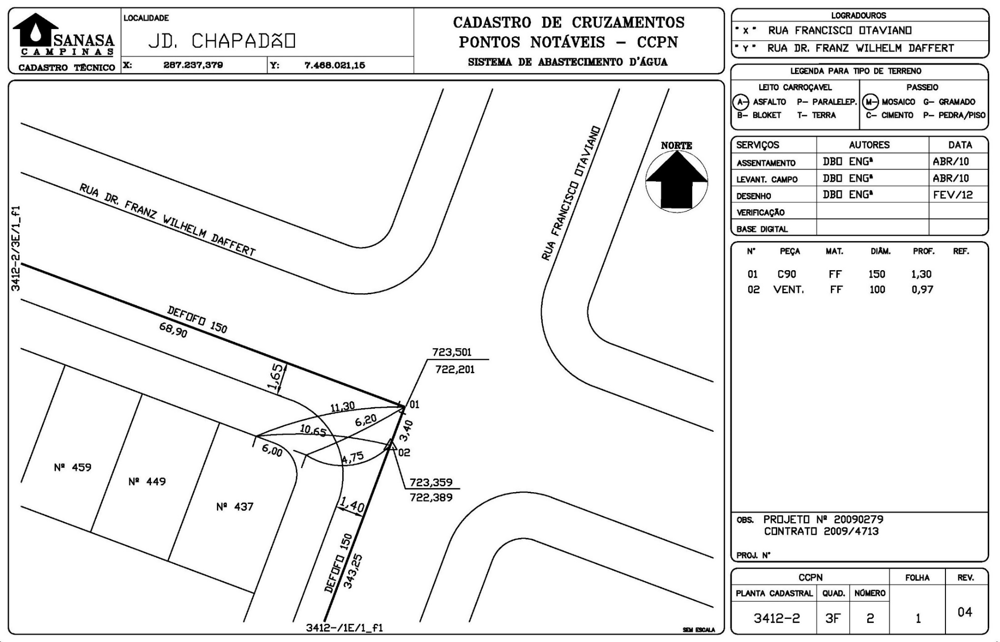 SANASA
CAMPINAS
CADASTRO TÉCNICO
LOCALIDADE
JD. CHAPADÃO
X: 287.237,379 Y: 7.468.021,15
CADASTRO DE CRUZAMENTOS
PONTOS NOTÁVEIS – CCPN
SISTEMA DE ABASTECIMENTO D'ÁGUA
LOGRADOUROS
" X " RUA FRANCISCO OTAVIANO
" Y " RUA DR. FRANZ WILHELM DAFFERT
LEGENDA PARA TIPO DE TERRENO
LEITO CARROÇAVEL PASSEIO
A– ASFALTO P– PARALELEP. M– MOSAICO G– GRAMADO
B– BLOKET T– TERRA C– CIMENTO P– PEDRA/PISO
SERVIÇOS AUTORES DATA
ASSENTAMENTO DBO ENGª ABR/10
LEVANT. CAMPO DBO ENGª ABR/10
DESENHO DBO ENGª FEV/12
VERIFICAÇÃO
BASE DIGITAL
N° PEÇA MAT. DIÂM. PROF. REF.
01 C90 FF 150 1,30
02 VENT. FF 100 0,97
OBS. PROJETO Nº 20090279
CONTRATO 2009/4713
PROJ. N°
CCPN FOLHA REV.
PLANTA CADASTRAL QUAD. NÚMERO
3412-2 3F 2 1 04
NORTE
RUA FRANCISCO OTAVIANO
RUA DR. FRANZ WILHELM DAFFERT
3412-2/3E/1_f1
DEFOFO 150
68,90
1,65
723,501
722,201
01
11,30
6,20
10,65
3,40
02
6,00
4,75
723,359
722,389
Nº 459
Nº 449
Nº 437
1,40
DEFOFO 150
343,25
3412-/1E/1_f1
SEM ESCALA